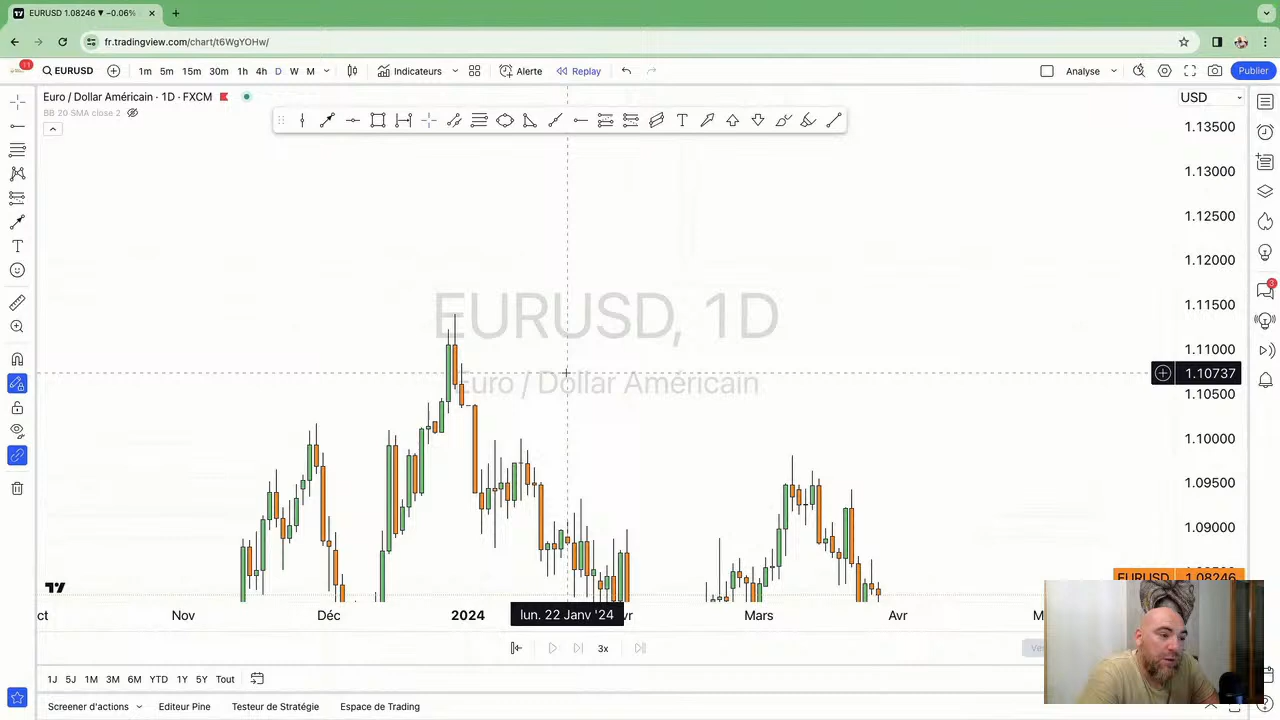 EURUSD 1.08246 ▼ −0.06%
fr.tradingview.com/chart/t6WgYOHw/
11
EURUSD 1m 5m 15m 30m 1h 4h D W M Indicateurs Alerte Replay Analyse Publier
Euro / Dollar Américain · 1D · FXCM
USD
BB 20 SMA close 2
1.13500
1.13000
1.12500
1.12000
1.11500
1.11000
1.10737
1.10500
1.10000
1.09500
1.09000
EURUSD 1.08246
3
EURUSD, 1D
Euro / Dollar Américain
Nov Déc 2024 lun. 22 Janv '24 Mars Avr
3x
1J 5J 1M 3M 6M YTD 1Y 5Y Tout
Screener d'actions Editeur Pine Testeur de Stratégie Espace de Trading